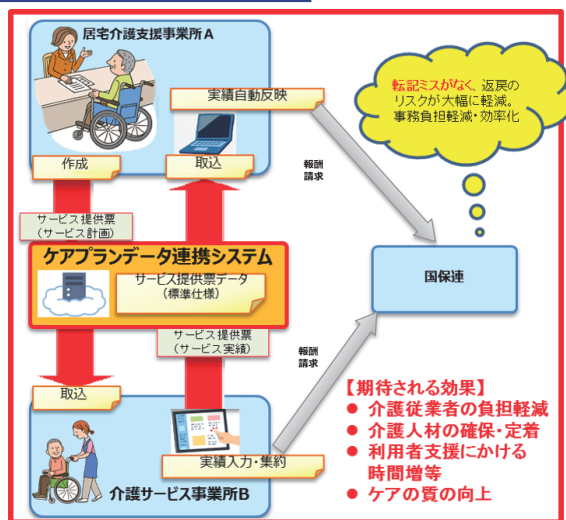 居宅介護支援事業所A
実績自動反映
作成
取込
転記ミスがなく、返戻の
リスクが大幅に軽減。
事務負担軽減・効率化
報酬
請求
サービス提供票
(サービス計画)
ケアプランデータ連携システム
サービス提供票データ
(標準仕様)
国保連
サービス提供票
(サービス実績)
報酬
請求
取込
実績入力・集約
介護サービス事業所B
【期待される効果】
● 介護従業者の負担軽減
● 介護人材の確保・定着
● 利用者支援にかける
時間増等
● ケアの質の向上